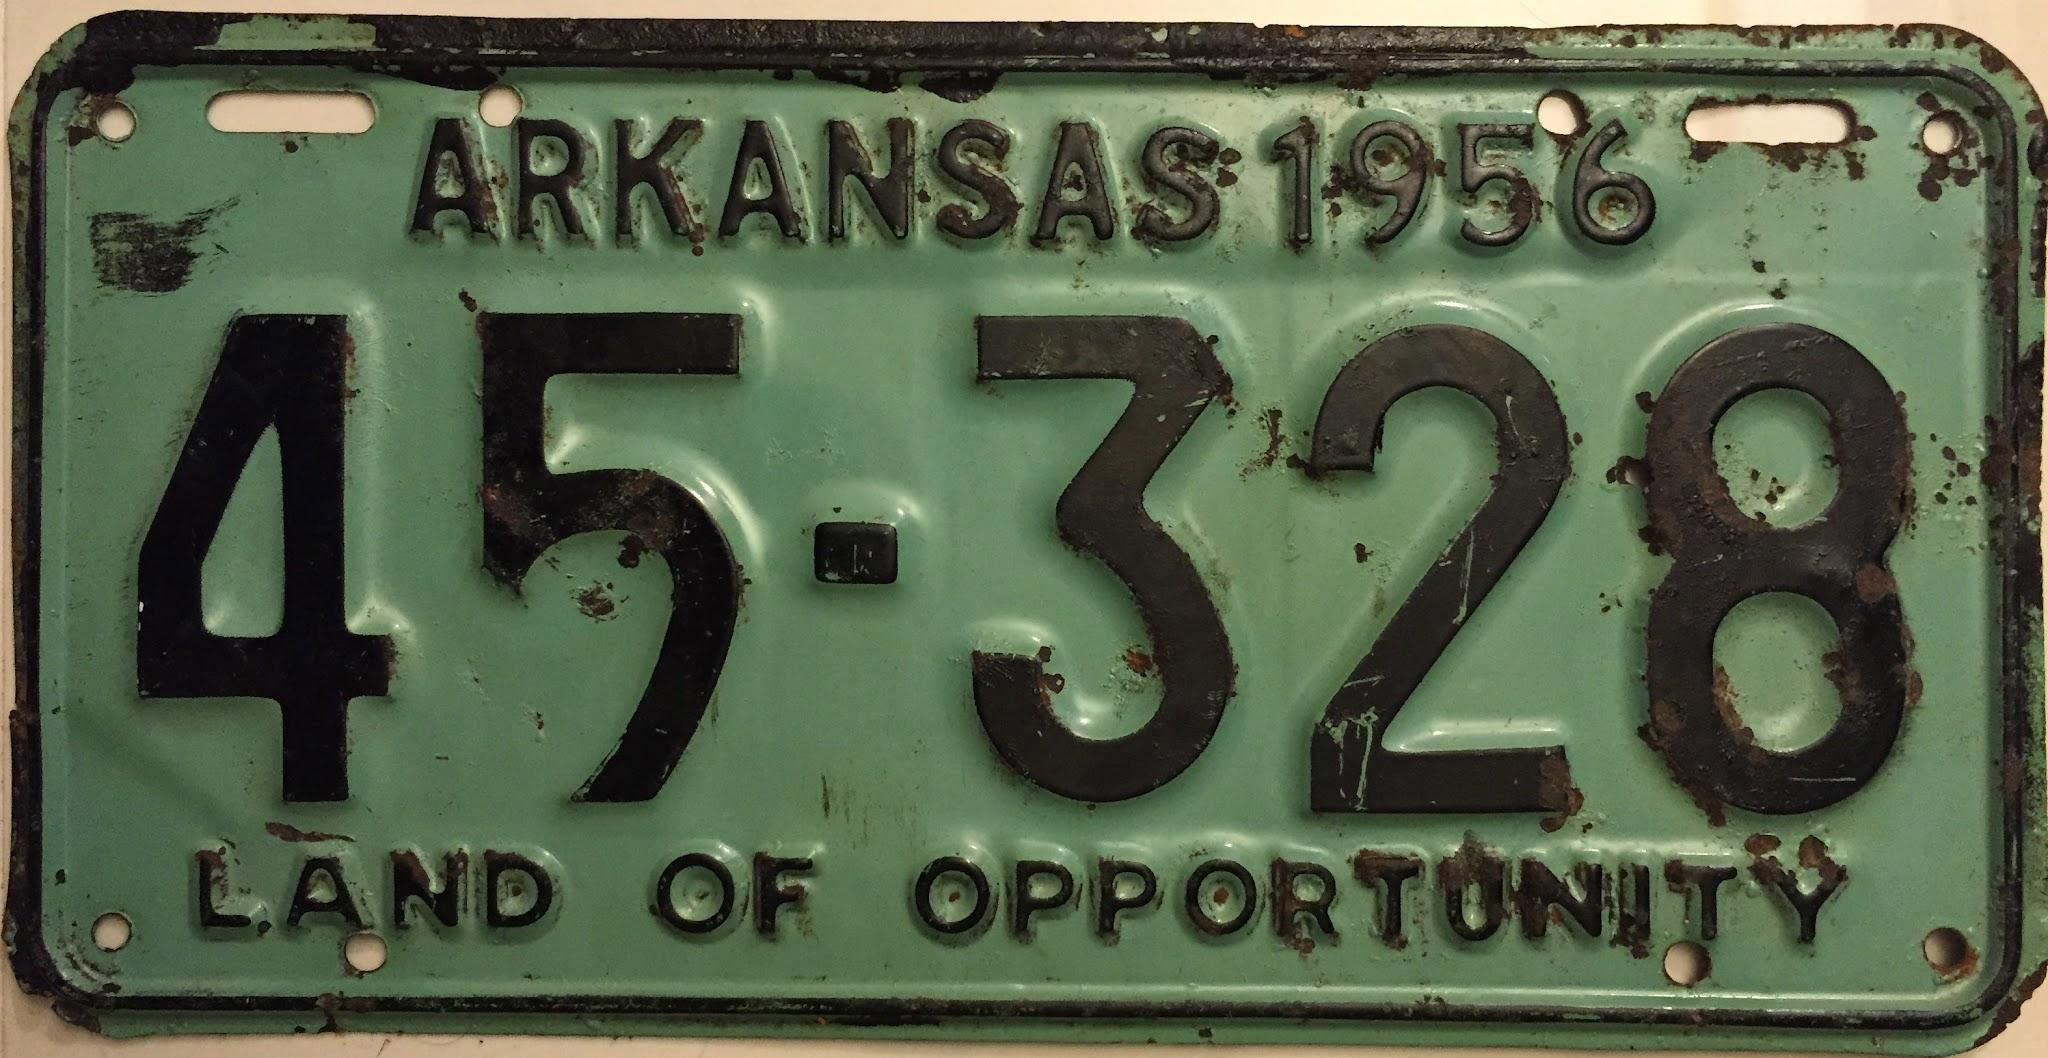 ARKANSAS 1956
45-328
LAND OF OPPORTUNITY